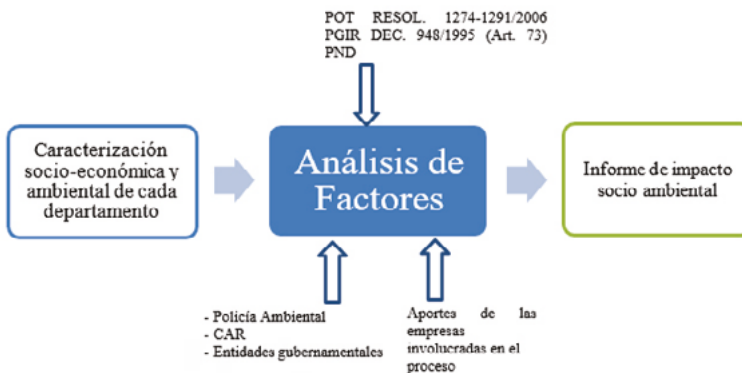 POT RESOL. 1274-1291/2006
PGIR DEC. 948/1995 (Art. 73)
PND
Caracterización
socio-económica y
ambiental de cada
departamento
Análisis de
Factores
Informe de impacto
socio ambiental
- Policía Ambiental
- CAR
- Entidades gubernamentales
Aportes de las
empresas
involucradas en el
proceso